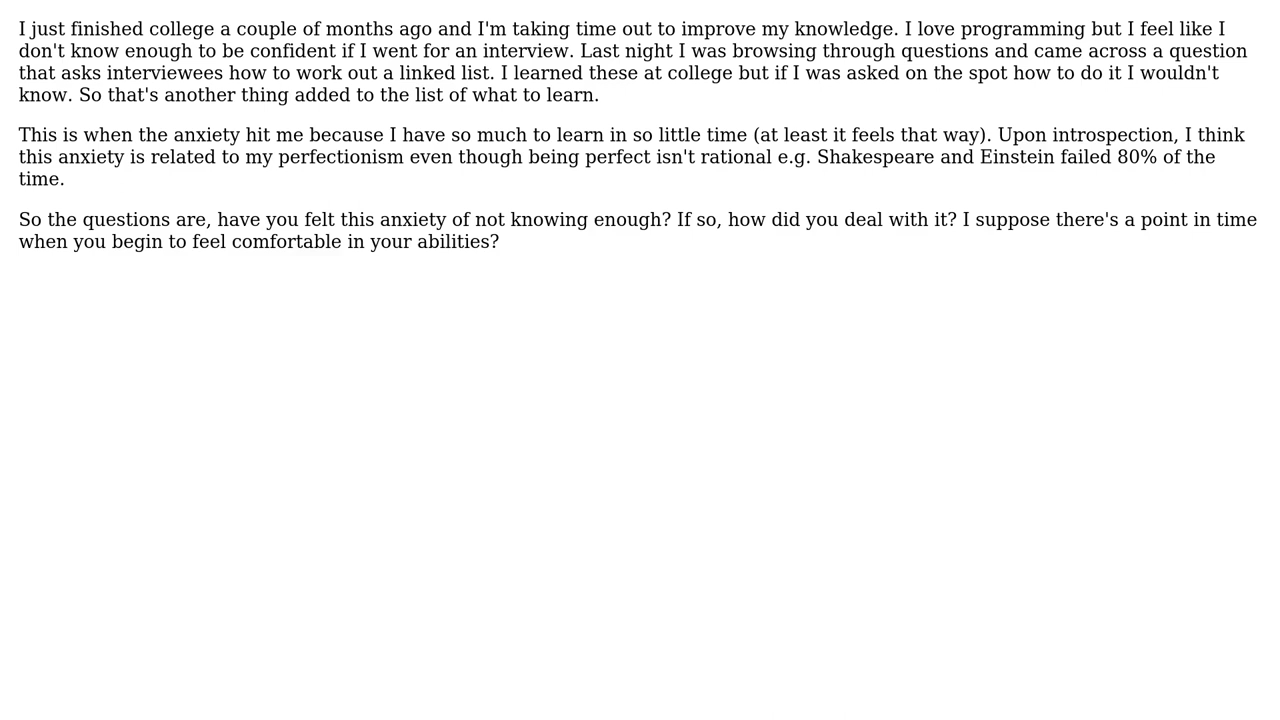 I just finished college a couple of months ago and I'm taking time out to improve my knowledge. I love programming but I feel like I
don't know enough to be confident if I went for an interview. Last night I was browsing through questions and came across a question
that asks interviewees how to work out a linked list. I learned these at college but if I was asked on the spot how to do it I wouldn't
know. So that's another thing added to the list of what to learn.
This is when the anxiety hit me because I have so much to learn in so little time (at least it feels that way). Upon introspection, I think
this anxiety is related to my perfectionism even though being perfect isn't rational e.g. Shakespeare and Einstein failed 80% of the
time.
So the questions are, have you felt this anxiety of not knowing enough? If so, how did you deal with it? I suppose there's a point in time
when you begin to feel comfortable in your abilities?